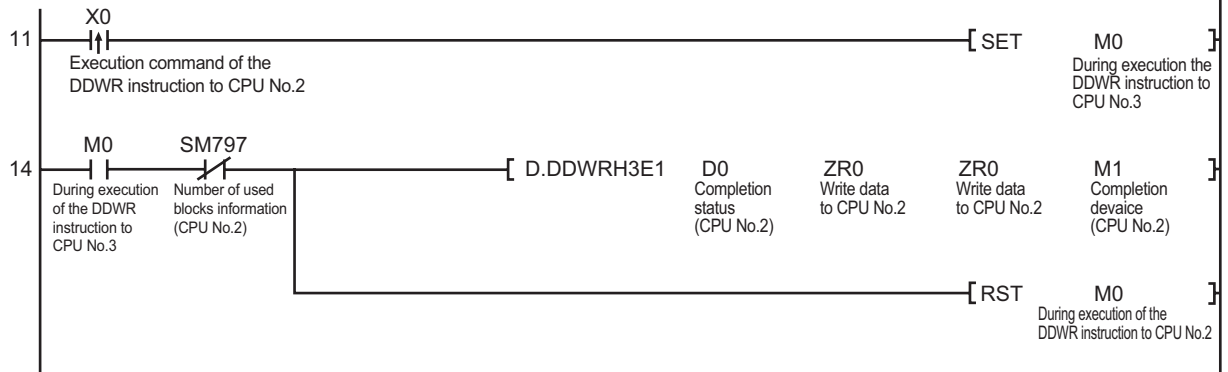 X0
11
SET M0
Execution command of the
DDWR instruction to CPU No.2
During execution the
DDWR instruction to
CPU No.3
M0 SM797
14
D.DDWRH3E1 D0 ZR0 ZR0 M1
During execution
of the DDWR
instruction to
CPU No.3
Number of used
blocks information
(CPU No.2)
Completion
status
(CPU No.2)
Write data
to CPU No.2
Write data
to CPU No.2
Completion
devaice
(CPU No.2)
RST M0
During execution of the
DDWR instruction to CPU No.2